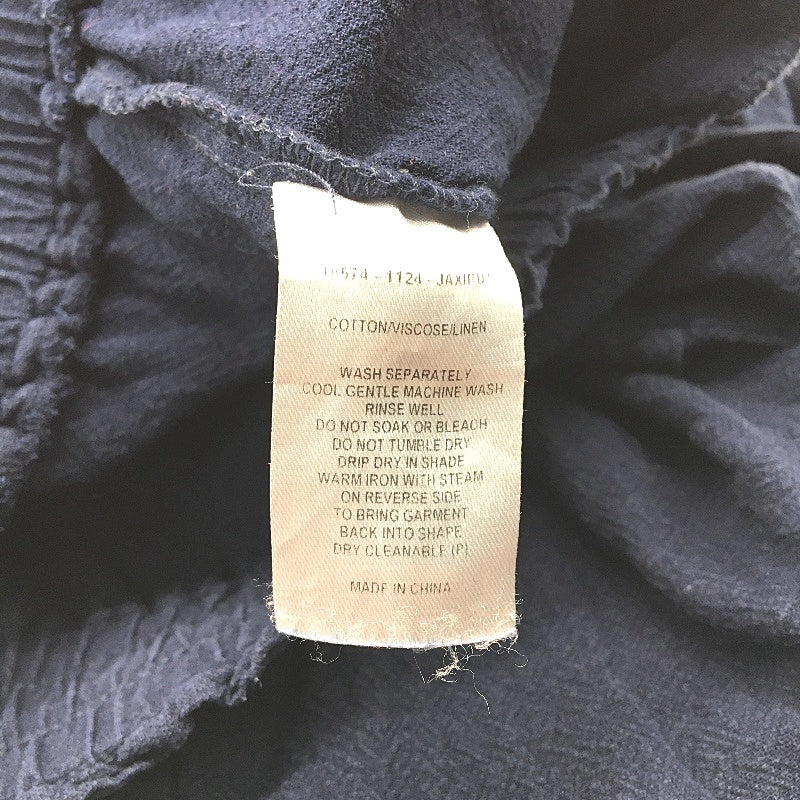 - 1124 -
COTTON/VISCOSE/LINEN
WASH SEPARATELY
COOL GENTLE MACHINE WASH
RINSE WELL
DO NOT SOAK OR BLEACH
DO NOT TUMBLE DRY
DRIP DRY IN SHADE
WARM IRON WITH STEAM
ON REVERSE SIDE
TO BRING GARMENT
BACK INTO SHAPE
DRY CLEANABLE (P)
MADE IN CHINA